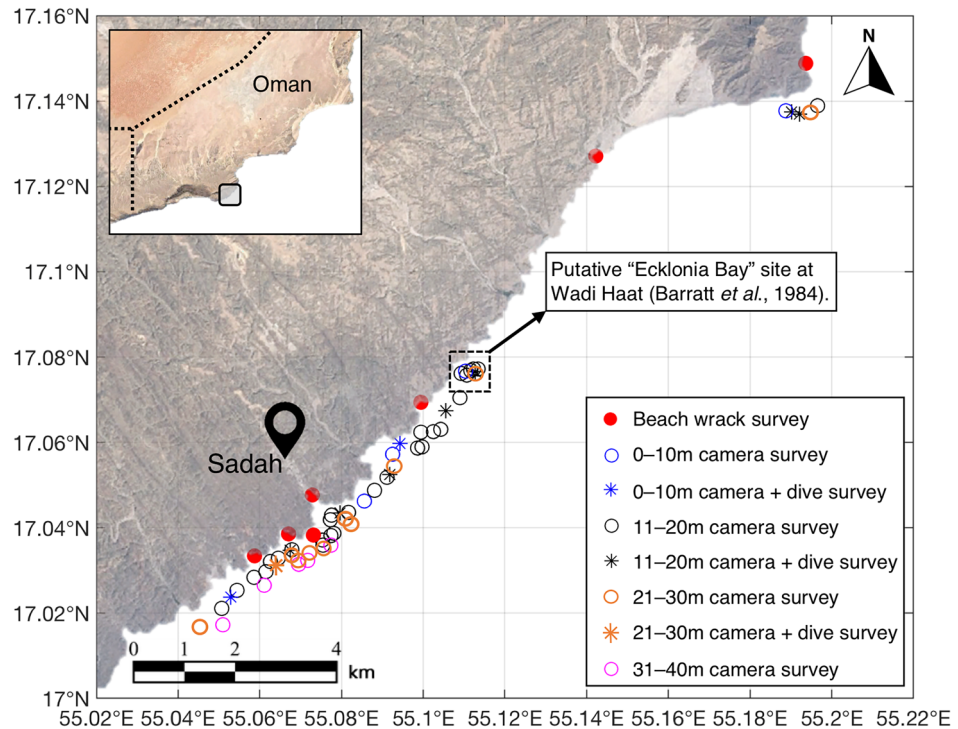 17.16°N
17.14°N
17.12°N
17.1°N
17.08°N
17.06°N
17.04°N
17.02°N
17°N
Oman
N
Putative “Ecklonia Bay” site at
Wadi Haat (Barratt et al., 1984).
Sadah
Beach wrack survey
0–10m camera survey
0–10m camera + dive survey
11–20m camera survey
11–20m camera + dive survey
21–30m camera survey
21–30m camera + dive survey
31–40m camera survey
0 1 2 4
km
55.02°E 55.04°E 55.06°E 55.08°E 55.1°E 55.12°E 55.14°E 55.16°E 55.18°E 55.2°E 55.22°E